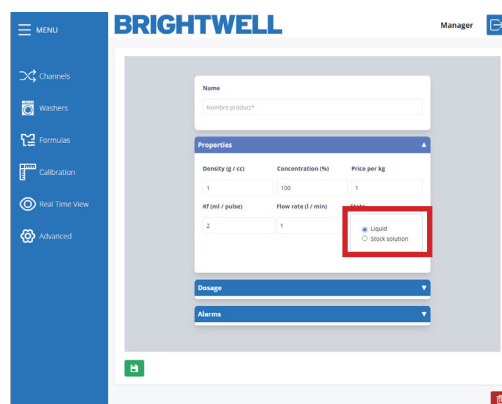 MENU
BRIGHTWELL
Manager
Channels
Washers
Formulas
Calibration
Real Time View
Advanced
Name
Nombre product*
Properties
Density (g / cc) Concentration (%) Price per kg
1 100 1
Kf (ml / pulse) Flow rate (l / min) State
2 1
Liquid
Stock solution
Dosage
Alarms